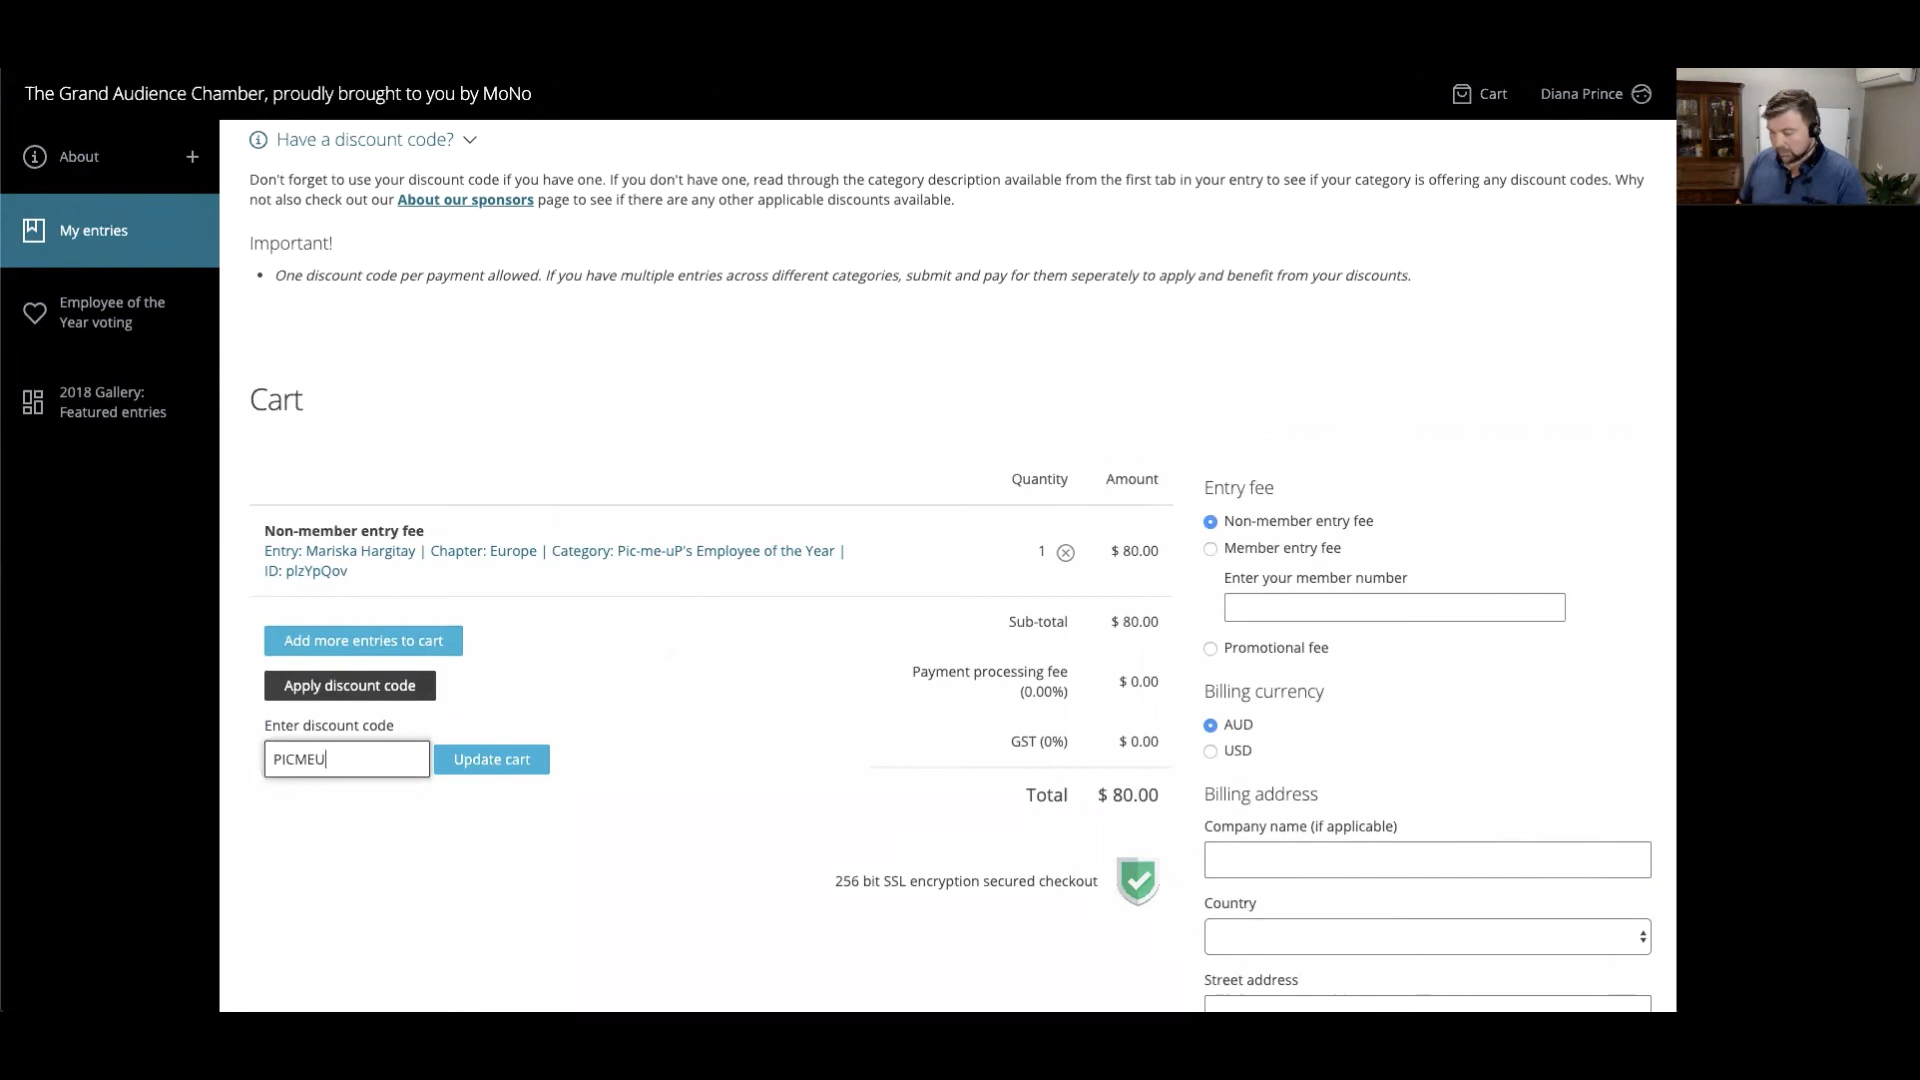 The Grand Audience Chamber, proudly brought to you by MoNo
Cart
Diana Prince
About
My entries
Employee of the
Year voting
2018 Gallery:
Featured entries
Have a discount code?
Don't forget to use your discount code if you have one. If you don't have one, read through the category description available from the first tab in your entry to see if your category is offering any discount codes. Why
not also check out our About our sponsors page to see if there are any other applicable discounts available.
Important!
• One discount code per payment allowed. If you have multiple entries across different categories, submit and pay for them seperately to apply and benefit from your discounts.
Cart
Quantity Amount
Non-member entry fee
Entry: Mariska Hargitay | Chapter: Europe | Category: Pic-me-uP's Employee of the Year |
ID: plzYpQov
1 $ 80.00
Add more entries to cart
Apply discount code
Enter discount code
PICMEU
Update cart
Sub-total $ 80.00
Payment processing fee
(0.00%) $ 0.00
GST (0%) $ 0.00
Total $ 80.00
256 bit SSL encryption secured checkout
Entry fee
Non-member entry fee
Member entry fee
Enter your member number
Promotional fee
Billing currency
AUD
USD
Billing address
Company name (if applicable)
Country
Street address